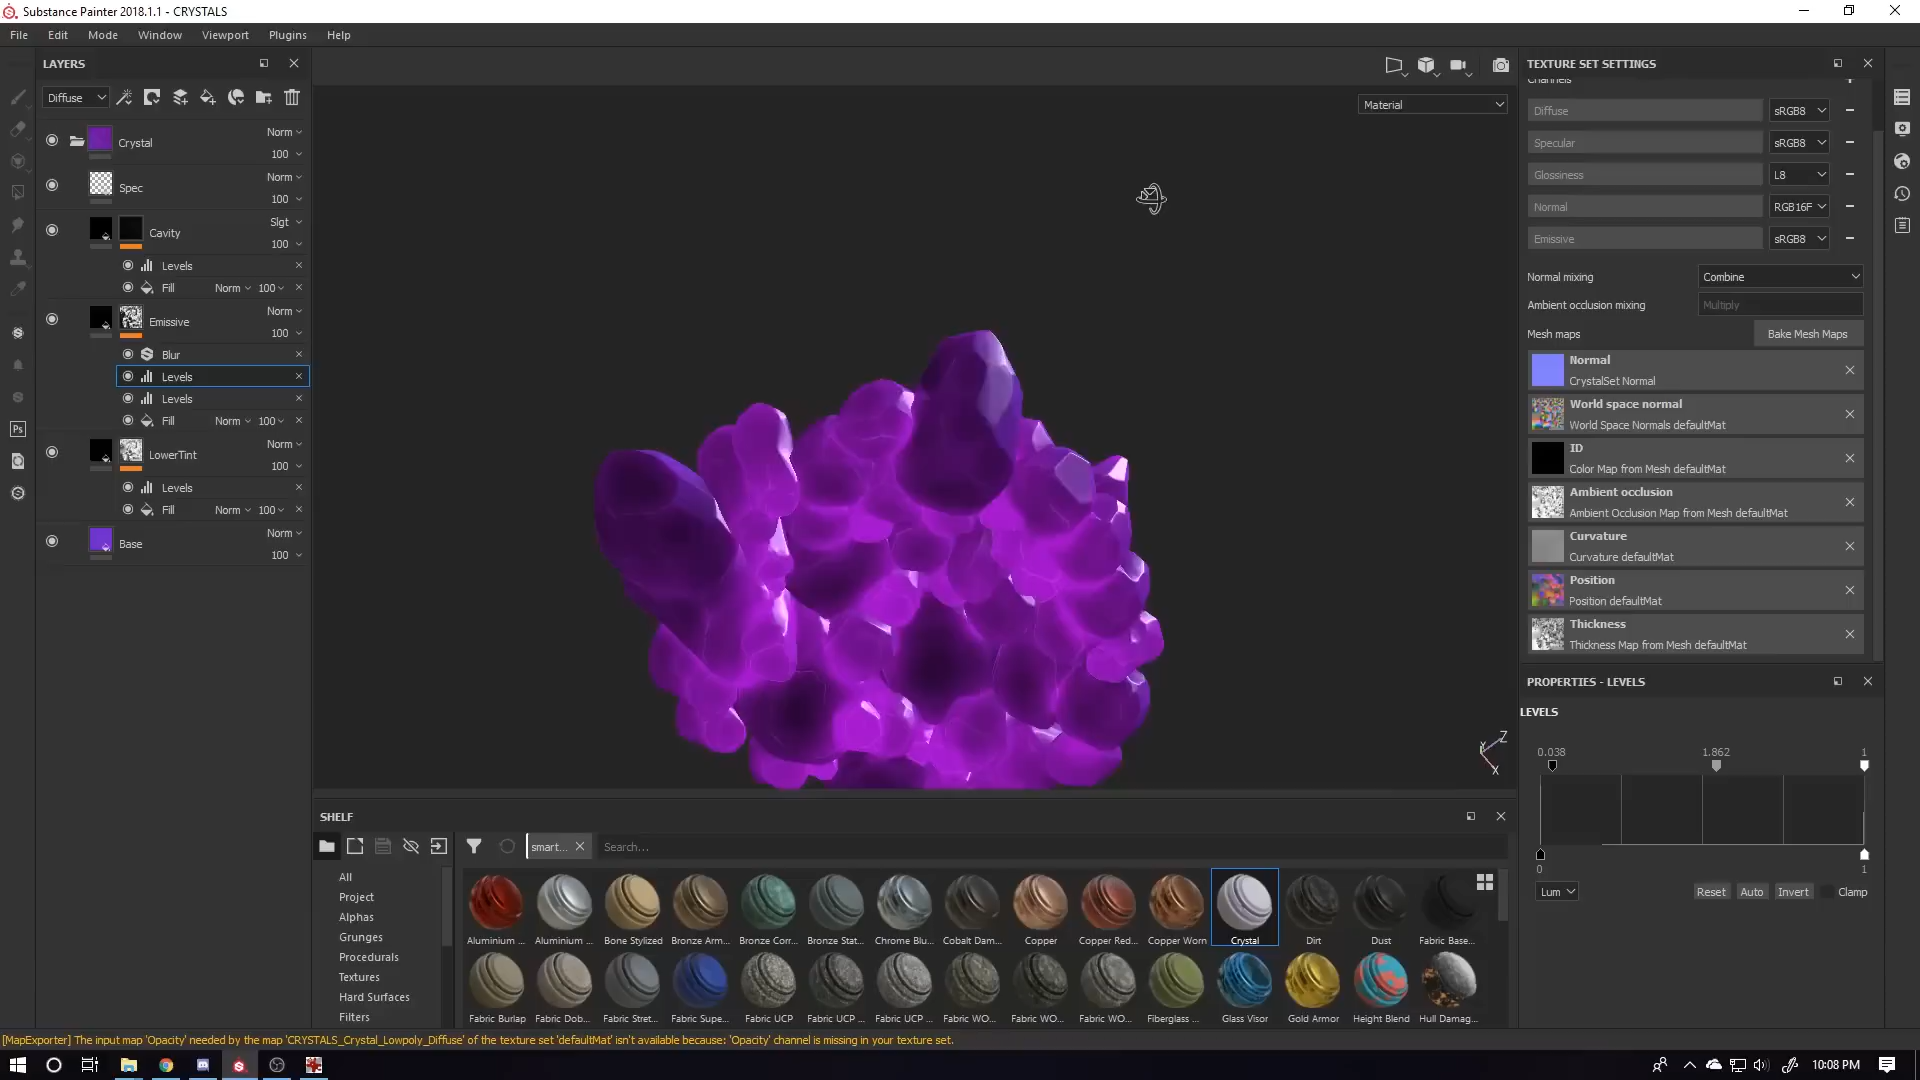 Substance Painter 2018.1.1 - CRYSTALS
File Edit Mode Window Viewport Plugins Help
LAYERS
Diffuse
Crystal Norm 100
Spec Norm 100
Cavity Slgt 100
Levels
Fill Norm 100
Emissive Norm 100
Blur
Levels
Levels
Fill Norm 100
Ps
LowerTint Norm 100
Levels
Fill Norm 100
Base Norm 100
Material
Z
Y
X
TEXTURE SET SETTINGS
Channels
Diffuse sRGB8
Specular sRGB8
Glossiness L8
Normal RGB16F
Emissive sRGB8
Normal mixing Combine
Ambient occlusion mixing Multiply
Mesh maps Bake Mesh Maps
Normal
CrystalSet Normal
World space normal
World Space Normals defaultMat
ID
Color Map from Mesh defaultMat
Ambient occlusion
Ambient Occlusion Map from Mesh defaultMat
Curvature
Curvature defaultMat
Position
Position defaultMat
Thickness
Thickness Map from Mesh defaultMat
PROPERTIES - LEVELS
LEVELS
0.038 1.862 1
0 1
Lum Reset Auto Invert Clamp
SHELF
smart... Search...
All
Project
Alphas
Grunges
Procedurals
Textures
Hard Surfaces
Filters
Aluminium ... Aluminium ... Bone Stylized Bronze Arm... Bronze Corr... Bronze Stat... Chrome Blu... Cobalt Dam... Copper Copper Red... Copper Worn Crystal Dirt Dust Fabric Base...
Fabric Burlap Fabric Dob... Fabric Stret... Fabric Supe... Fabric UCP Fabric UCP ... Fabric UCP ... Fabric WO... Fabric WO... Fabric WO... Fiberglass ... Glass Visor Gold Armor Height Blend Hull Damag...
[MapExporter] The input map 'Opacity' needed by the map 'CRYSTALS_Crystal_Lowpoly_Diffuse' of the texture set 'defaultMat' isn't available because: 'Opacity' channel is missing in your texture set.
10:08 PM